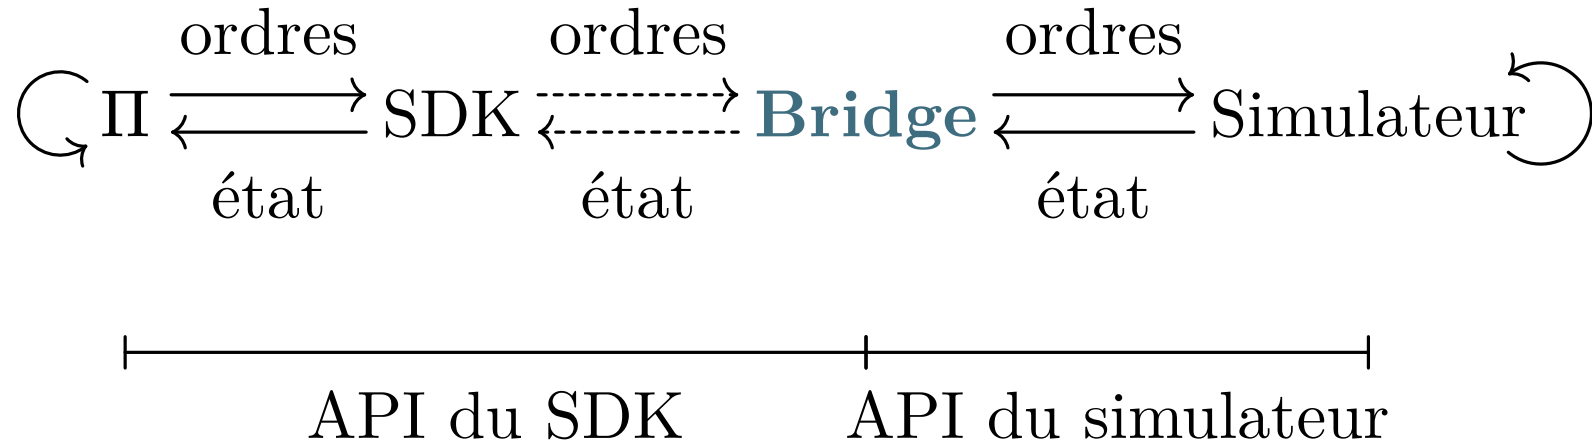 ordres ordres ordres
Π SDK Bridge Simulateur
état état état
API du SDK API du simulateur